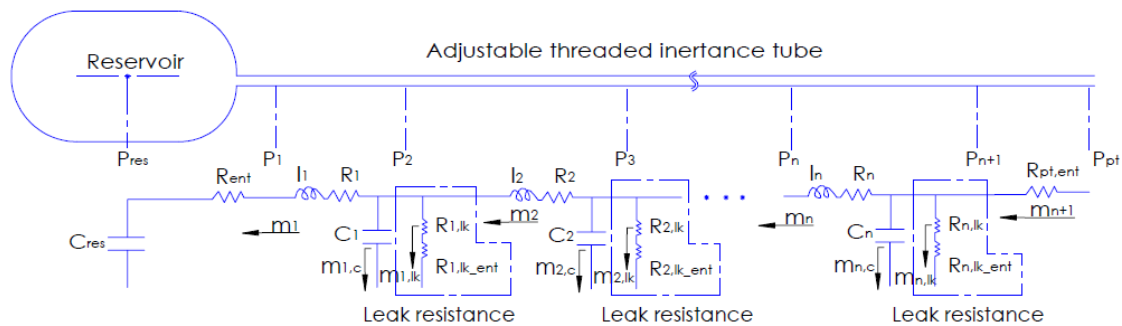 Adjustable threaded inertance tube
Reservoir
Pres P1 P2 P3 Pn Pn+1 Ppt
Rent I1 R1 I2 R2 In Rn Rpt,ent
m1 m2 mn mn+1
Cres C1 R1,lk C2 R2,lk Cn Rn,lk
m1,c m1,lk R1,lk_ent m2,c m2,lk R2,lk_ent mn,c mn,lk Rn,lk_ent
Leak resistance Leak resistance Leak resistance